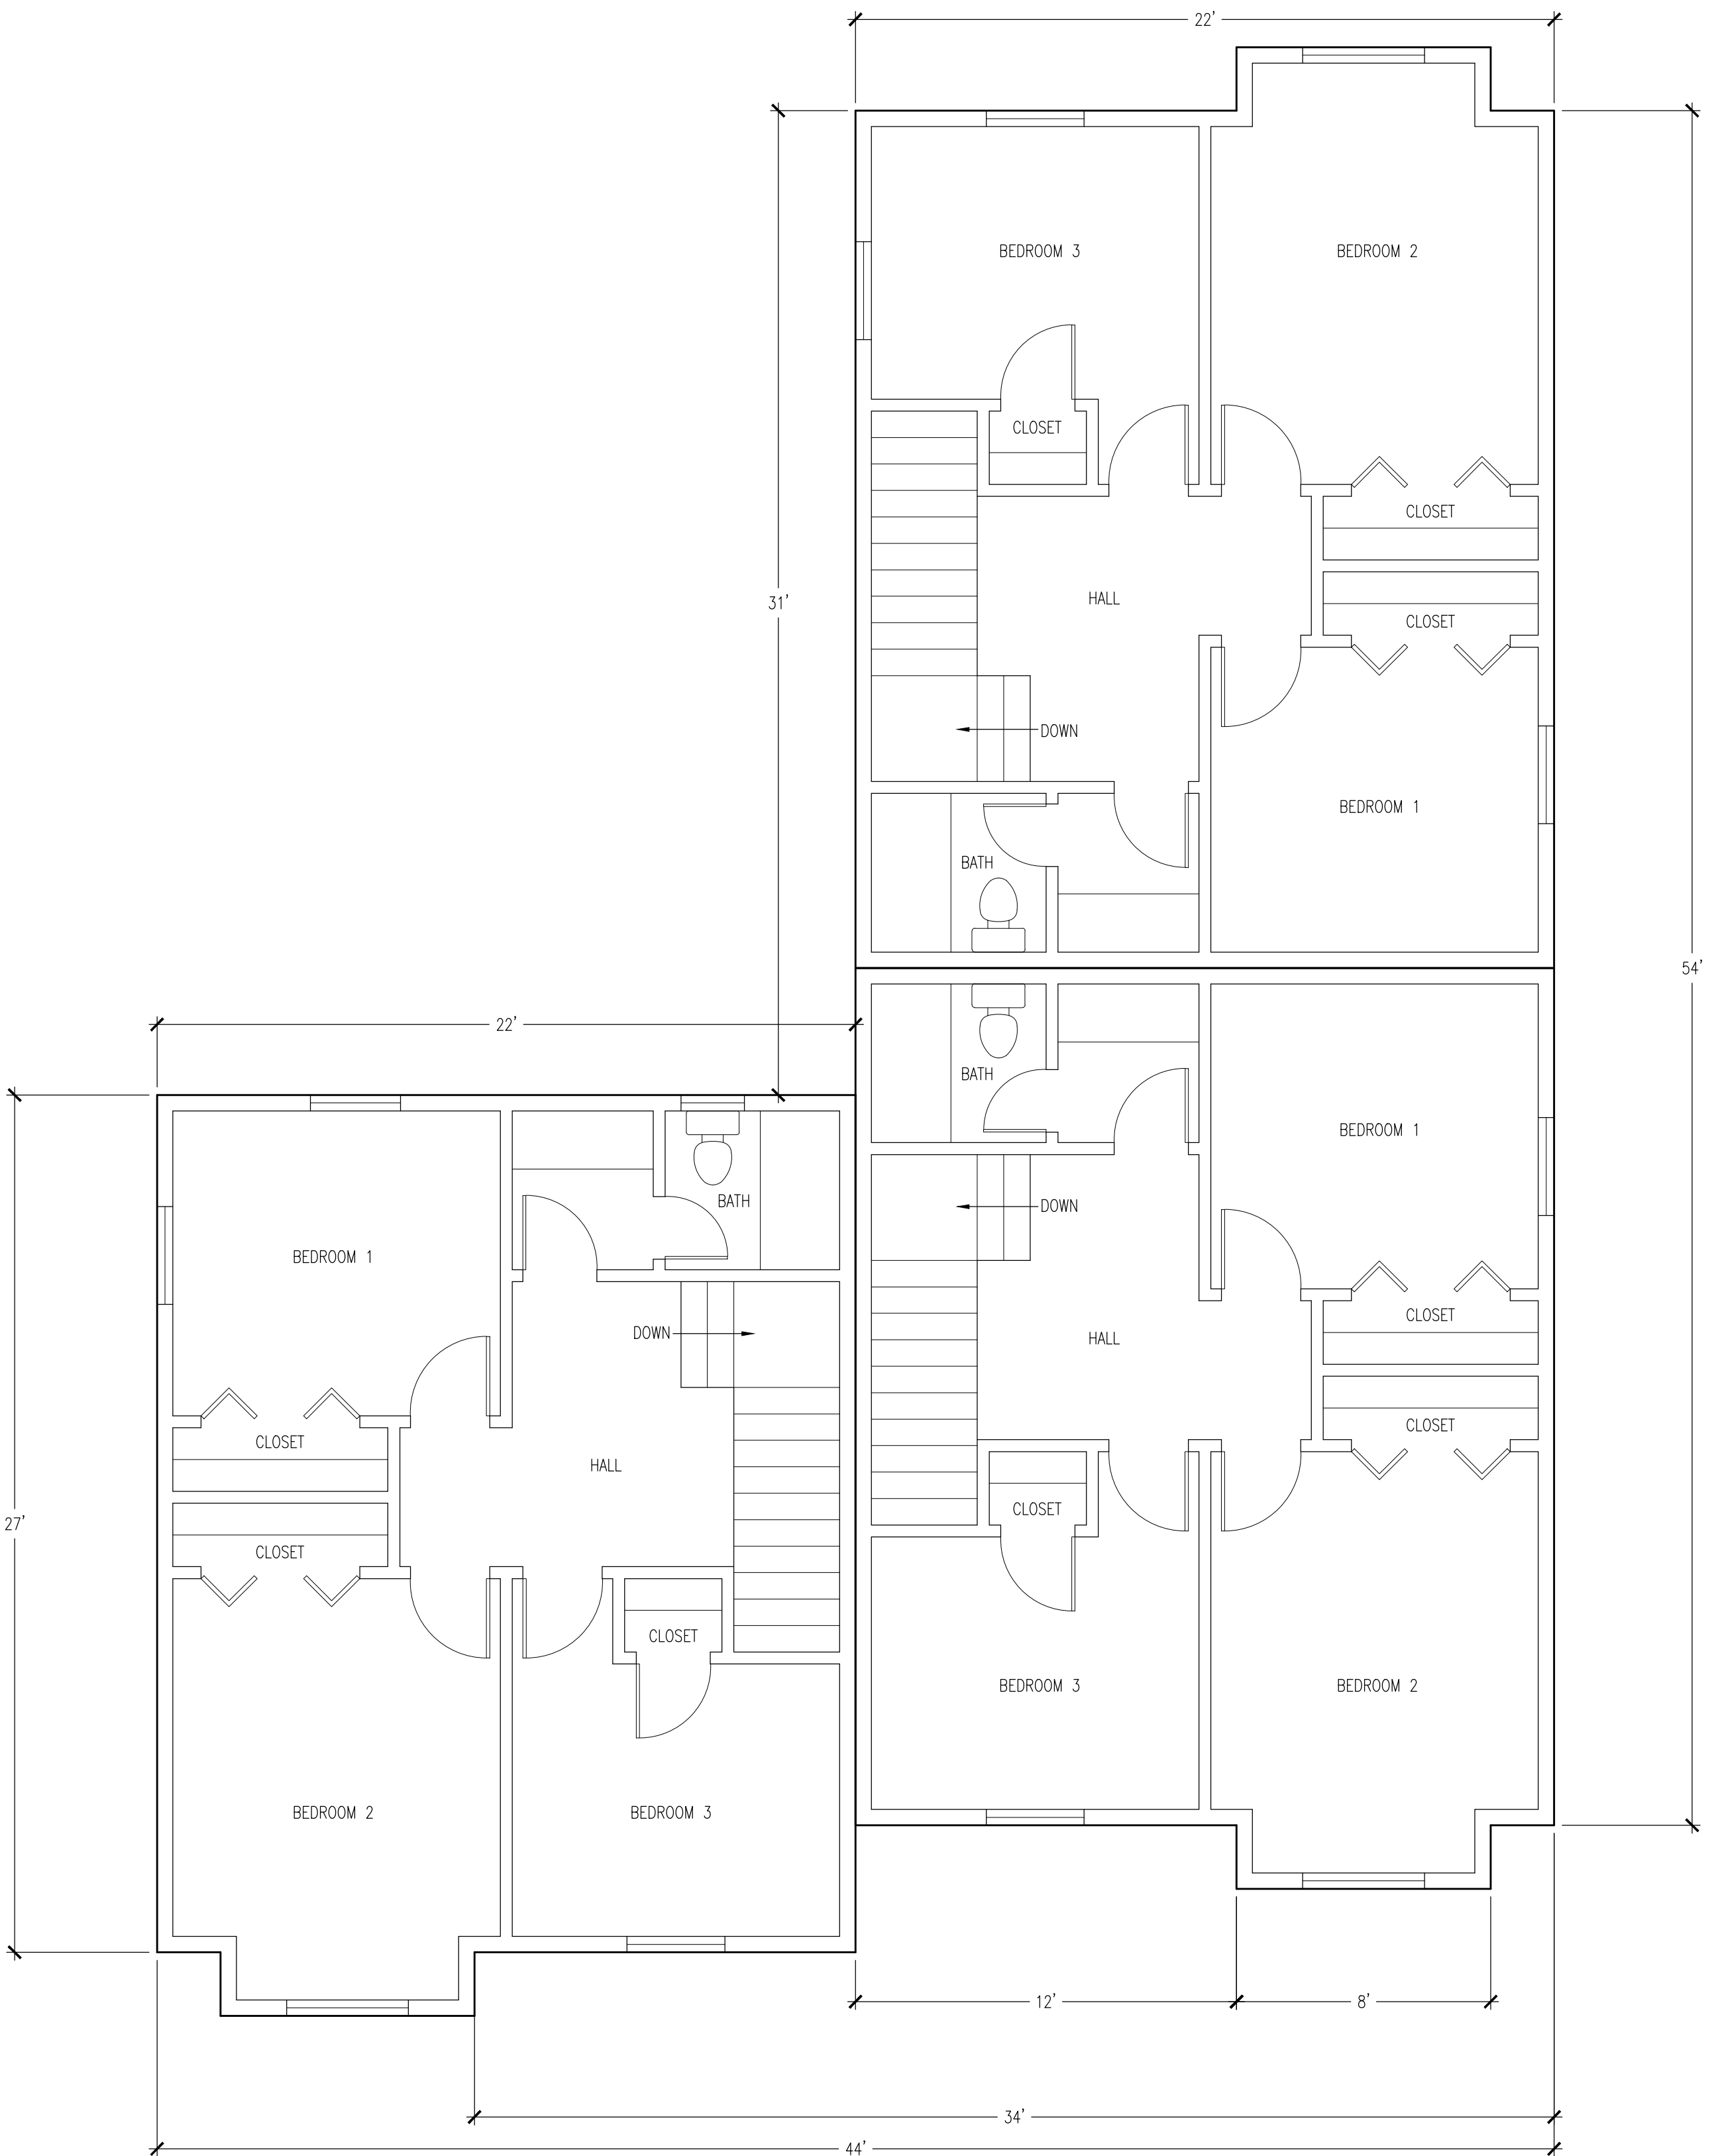 22'
BEDROOM 3
BEDROOM 2
CLOSET
CLOSET
31'
HALL
CLOSET
DOWN
BEDROOM 1
BATH
54'
22'
BATH
BEDROOM 1
DOWN
BATH
BEDROOM 1
DOWN
HALL
CLOSET
CLOSET
CLOSET
HALL
CLOSET
27'
CLOSET
CLOSET
BEDROOM 3
BEDROOM 2
BEDROOM 2
BEDROOM 3
12'
8'
34'
44'